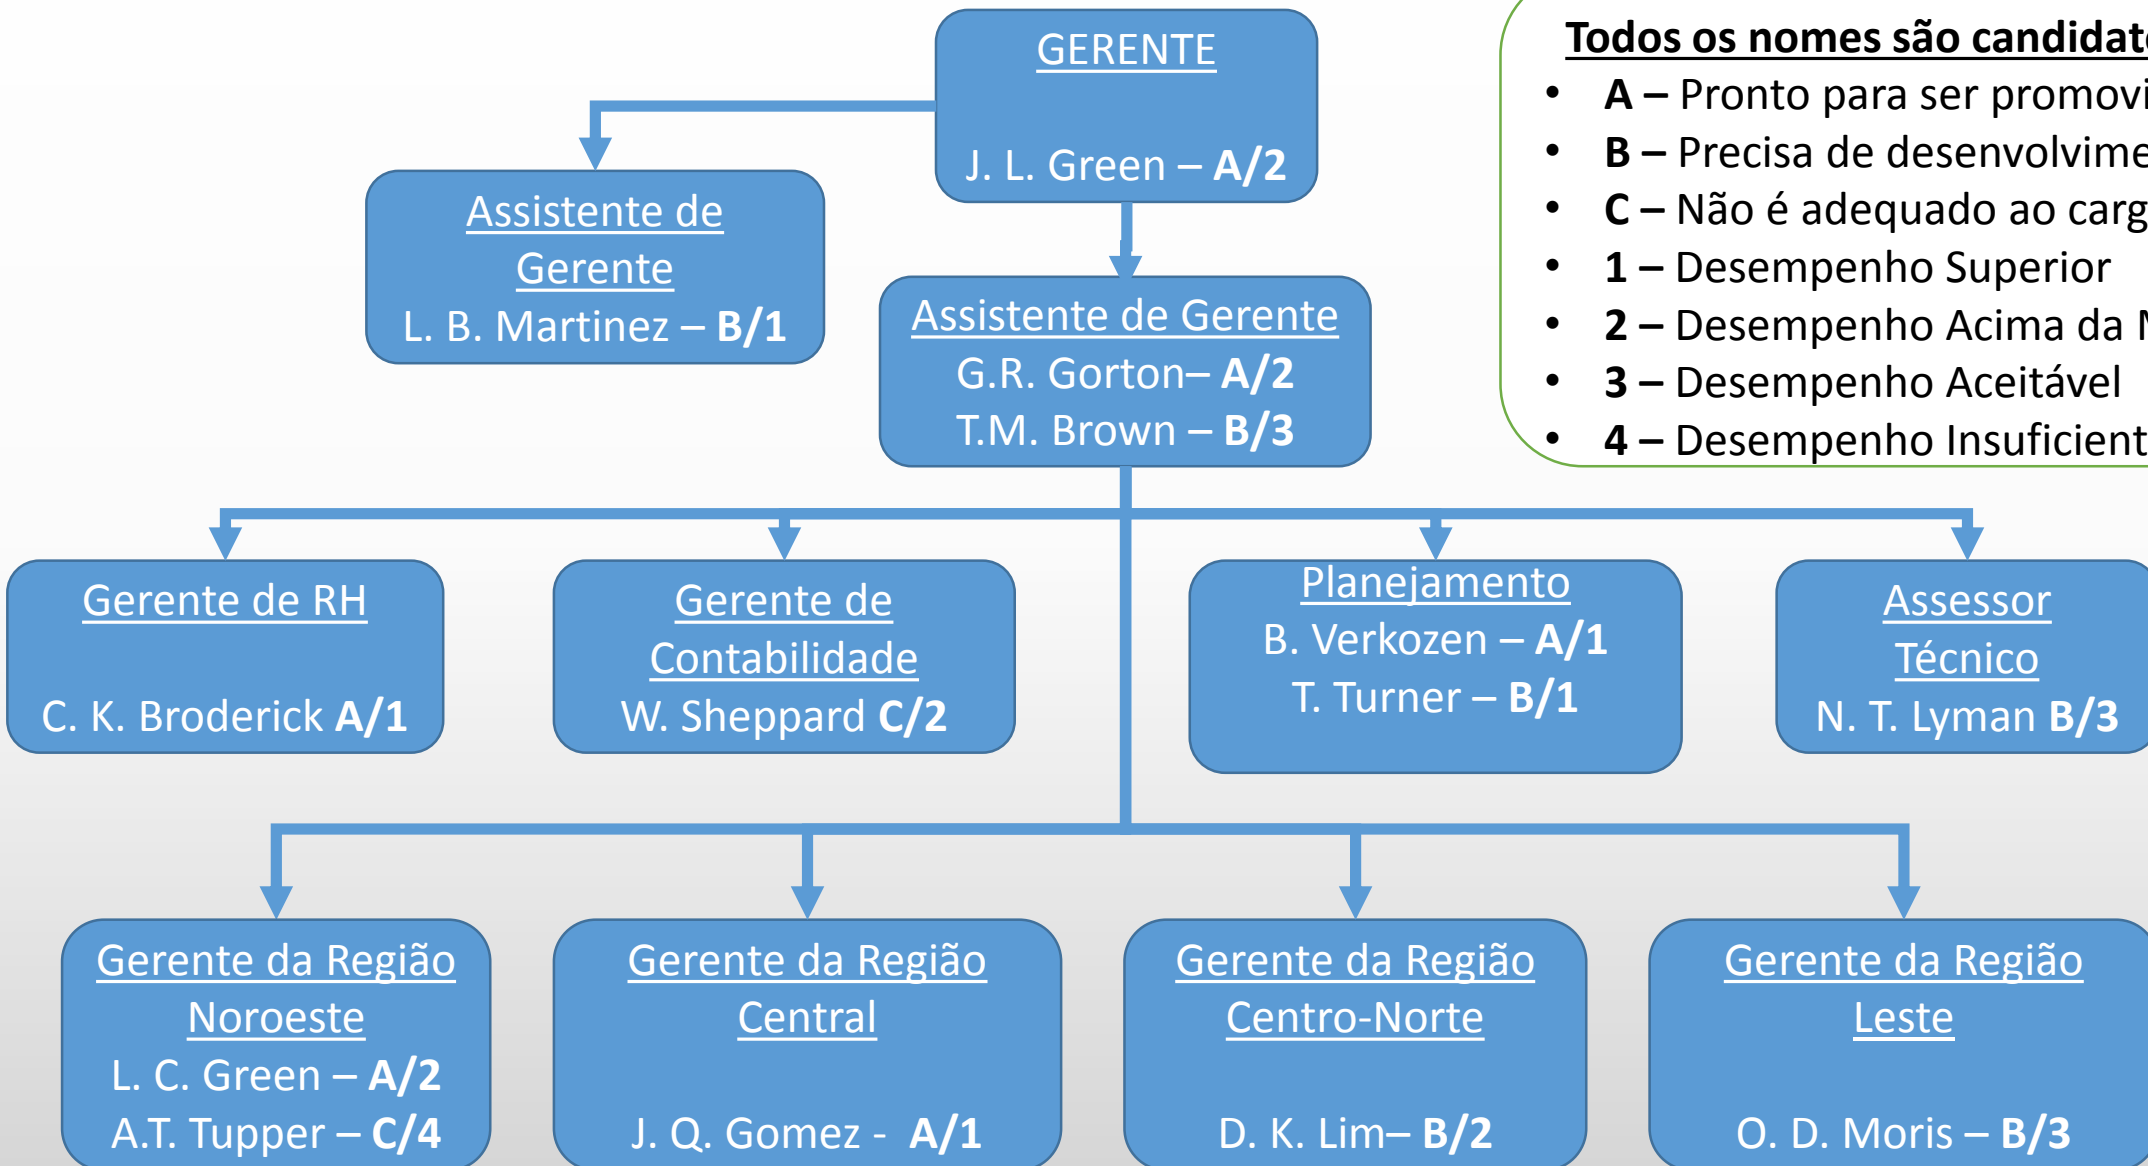 GERENTE
J. L. Green – A/2
Todos os nomes são
• A – Pronto para ser
• B – Precisa de
• C – Não é adequado ao
• 1 – Desempenho Superior
• 2 – Desempenho Acima da
• 3 – Desempenho Aceitável
• 4 – Desempenho
Assistente de
Gerente
L. B. Martinez – B/1
Assistente de Gerente
G.R. Gorton– A/2
T.M. Brown – B/3
Gerente de RH
C. K. Broderick A/1
Gerente de
Contabilidade
W. Sheppard C/2
Planejamento
B. Verkozen – A/1
T. Turner – B/1
Assessor
Técnico
N. T. Lyman B/3
Gerente da Região
Noroeste
L. C. Green – A/2
A.T. Tupper – C/4
Gerente da Região
Central
J. Q. Gomez - A/1
Gerente da Região
Centro-Norte
D. K. Lim– B/2
Gerente da Região
Leste
O. D. Moris – B/3